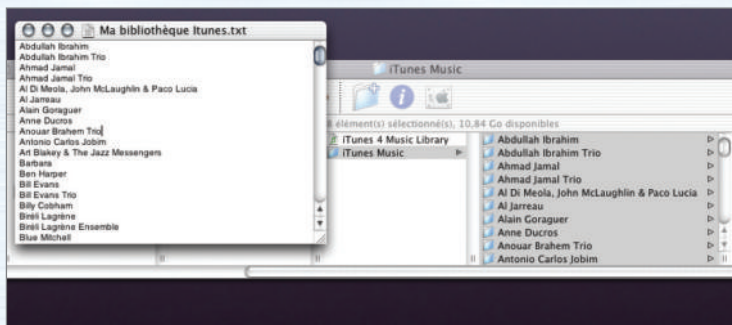 Ma bibliothèque Itunes.txt
Abdullah Ibrahim
Abdullah Ibrahim Trio
Ahmad Jamal
Ahmad Jamal Trio
Al Di Meola, John McLaughlin & Paco Lucia
Al Jarreau
Alain Goraguer
Anne Ducros
Anouar Brahem Trio
Antonio Carlos Jobim
Art Blakey & The Jazz Messengers
Barbara
Ben Harper
Bill Evans
Bill Evans Trio
Billy Cobham
Biréli Lagrène
Biréli Lagrène Ensemble
Blue Mitchell
iTunes Music
élément(s) sélectionné(s), 10,84 Go disponibles
iTunes 4 Music Library
iTunes Music
Abdullah Ibrahim
Abdullah Ibrahim Trio
Ahmad Jamal
Ahmad Jamal Trio
Al Di Meola, John McLaughlin & Paco Lucia
Al Jarreau
Alain Goraguer
Anne Ducros
Anouar Brahem Trio
Antonio Carlos Jobim